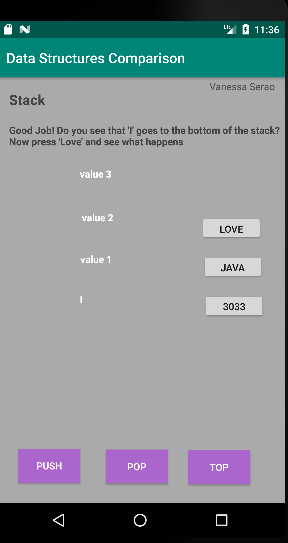 11:36
Data Structures Comparison
Vanessa Serao
Stack
Good Job! Do you see that 'I' goes to the bottom of the stack?
Now press 'Love' and see what happens
value 3
value 2
LOVE
value 1
JAVA
I
3033
PUSH
POP
TOP